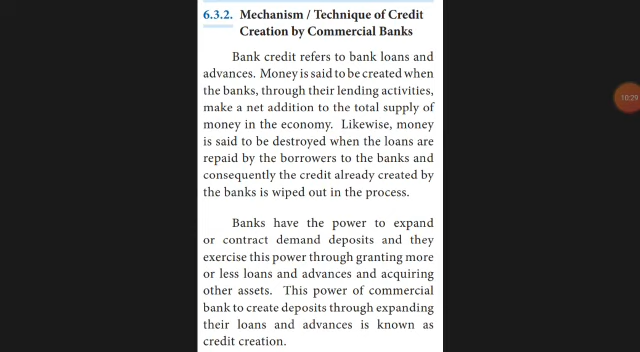 6.3.2. Mechanism / Technique of Credit
Creation by Commercial Banks
Bank credit refers to bank loans and
advances. Money is said to be created when
the banks, through their lending activities,
make a net addition to the total supply of
money in the economy. Likewise, money
is said to be destroyed when the loans are
repaid by the borrowers to the banks and
consequently the credit already created by
the banks is wiped out in the process.
Banks have the power to expand
or contract demand deposits and they
exercise this power through granting more
or less loans and advances and acquiring
other assets. This power of commercial
bank to create deposits through expanding
their loans and advances is known as
credit creation.
10:29